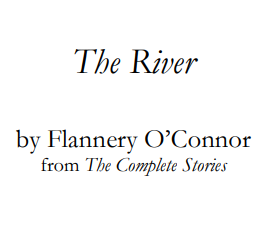 The River
by Flannery O’Connor
from The Complete Stories